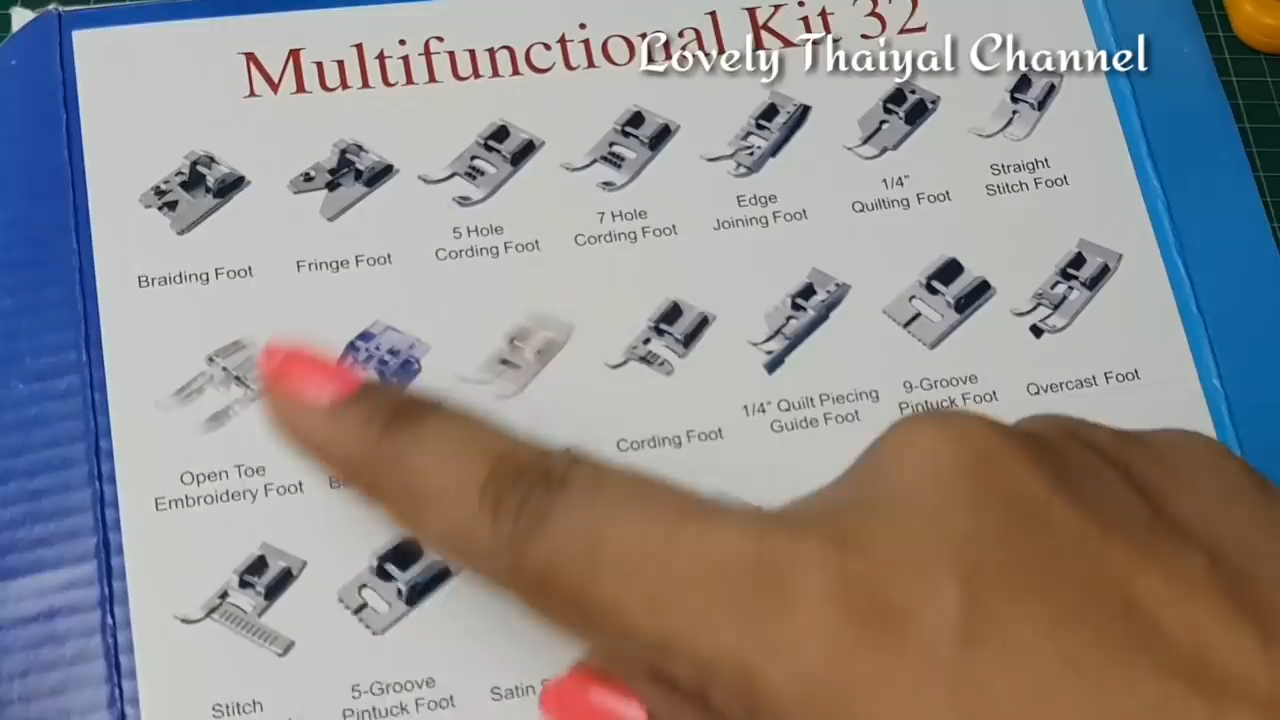 Multifunctional Kit 32
Lovely Thaiyal Channel
Braiding Foot
Fringe Foot
5 Hole
Cording Foot
7 Hole
Cording Foot
Edge
Joining Foot
1/4"
Quilting Foot
Straight
Stitch Foot
Open Toe
Embroidery Foot
Cording Foot
1/4" Quilt Piecing
Guide Foot
9-Groove
Pintuck Foot
Qvercast Foot
Stitch
5-Groove
Pintuck Foot
Satin